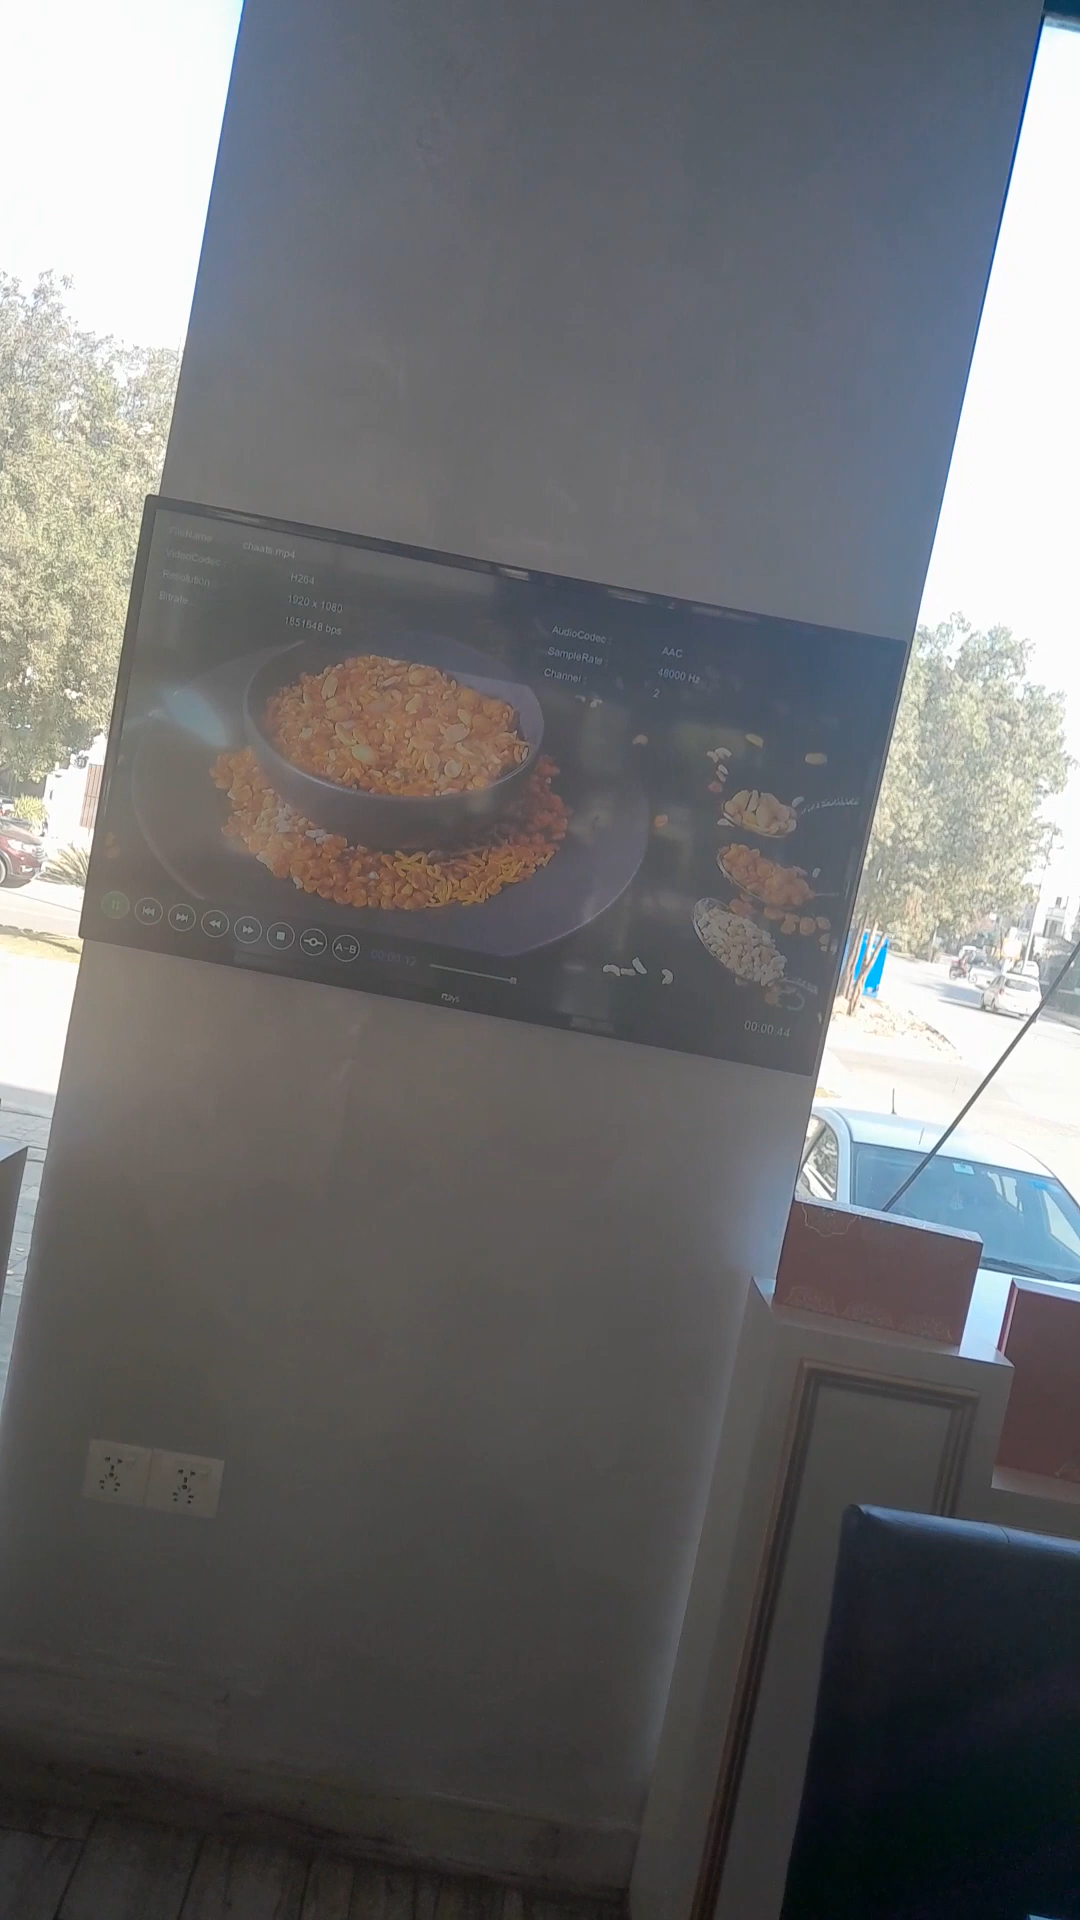 FileName : chaats.mp4
VideoCodec : H264
Resolution : 1920 x 1080
Bitrate : 1851648 bps
AudioCodec : AAC
SampleRate : 48000 Hz
Channel : 2
A-B
00:00:12
00:00:44